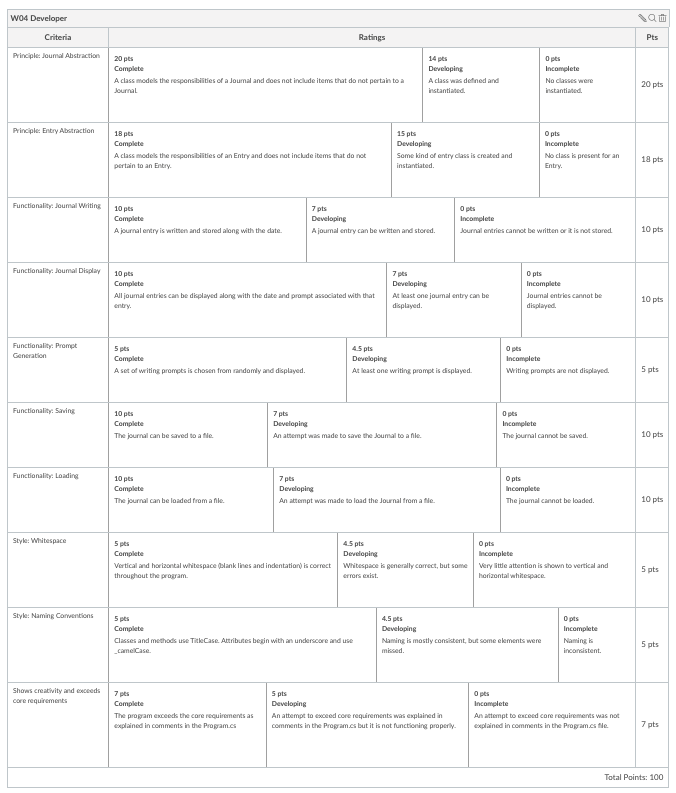 W04 Developer
Criteria
Ratings
Pts
Principle: Journal Abstraction
20 pts
Complete
A class models the responsibilities of a Journal and does not include items that do not pertain to a
Journal.
14 pts
Developing
A class was defined and
instantiated.
0 pts
Incomplete
No classes were
instantiated.
20 pts
Principle: Entry Abstraction
18 pts
Complete
A class models the responsibilities of an Entry and does not include items that do not
pertain to an Entry.
15 pts
Developing
Some kind of entry class is created and
instantiated.
0 pts
Incomplete
No class is present for an
Entry.
18 pts
Functionality: Journal Writing
10 pts
Complete
A journal entry is written and stored along with the date.
7 pts
Developing
A journal entry can be written and stored.
0 pts
Incomplete
Journal entries cannot be written or it is not stored.
10 pts
Functionality: Journal Display
10 pts
Complete
All journal entries can be displayed along with the date and prompt associated with that
entry.
7 pts
Developing
At least one journal entry can be
displayed.
0 pts
Incomplete
Journal entries cannot be
displayed.
10 pts
Functionality: Prompt
Generation
5 pts
Complete
A set of writing prompts is chosen from randomly and displayed.
4.5 pts
Developing
At least one writing prompt is displayed.
0 pts
Incomplete
Writing prompts are not displayed.
5 pts
Functionality: Saving
10 pts
Complete
The journal can be saved to a file.
7 pts
Developing
An attempt was made to save the Journal to a file.
0 pts
Incomplete
The journal cannot be saved.
10 pts
Functionality: Loading
10 pts
Complete
The journal can be loaded from a file.
7 pts
Developing
An attempt was made to load the Journal from a file.
0 pts
Incomplete
The journal cannot be loaded.
10 pts
Style: Whitespace
5 pts
Complete
Vertical and horizontal whitespace (blank lines and indentation) is correct
throughout the program.
4.5 pts
Developing
Whitespace is generally correct, but some
errors exist.
0 pts
Incomplete
Very little attention is shown to vertical and
horizontal whitespace.
5 pts
Style: Naming Conventions
5 pts
Complete
Classes and methods use TitleCase. Attributes begin with an underscore and use
_camelCase.
4.5 pts
Developing
Naming is mostly consistent, but some elements were
missed.
0 pts
Incomplete
Naming is
inconsistent.
5 pts
Shows creativity and exceeds
core requirements
7 pts
Complete
The program exceeds the core requirements as
explained in comments in the Program.cs
5 pts
Developing
An attempt to exceed core requirements was explained in
comments in the Program.cs but it is not functioning properly.
0 pts
Incomplete
An attempt to exceed core requirements was not
explained in comments in the Program.cs file.
7 pts
Total Points: 100